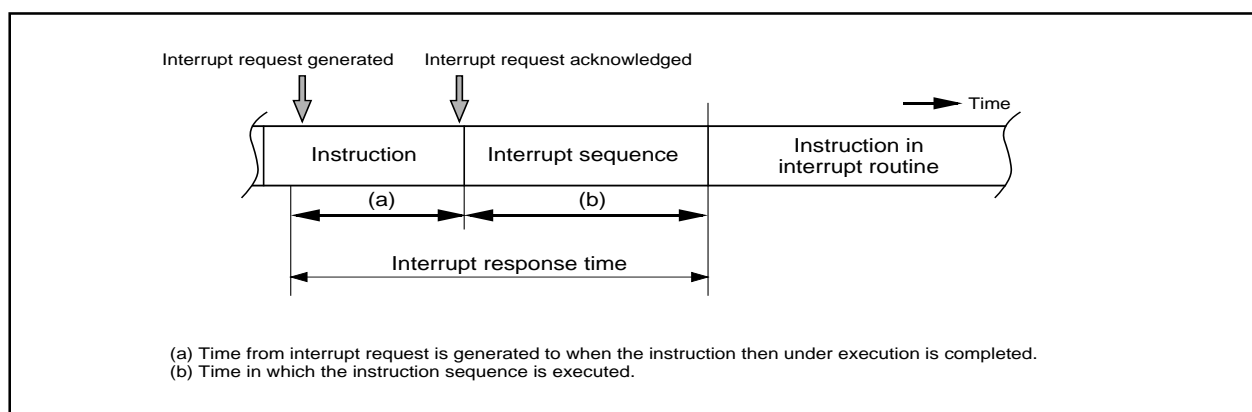 Interrupt request generated
Interrupt request acknowledged
Time
Instruction
Interrupt sequence
Instruction in
interrupt routine
(a)
(b)
Interrupt response time
(a) Time from interrupt request is generated to when the instruction then under execution is completed.
(b) Time in which the instruction sequence is executed.